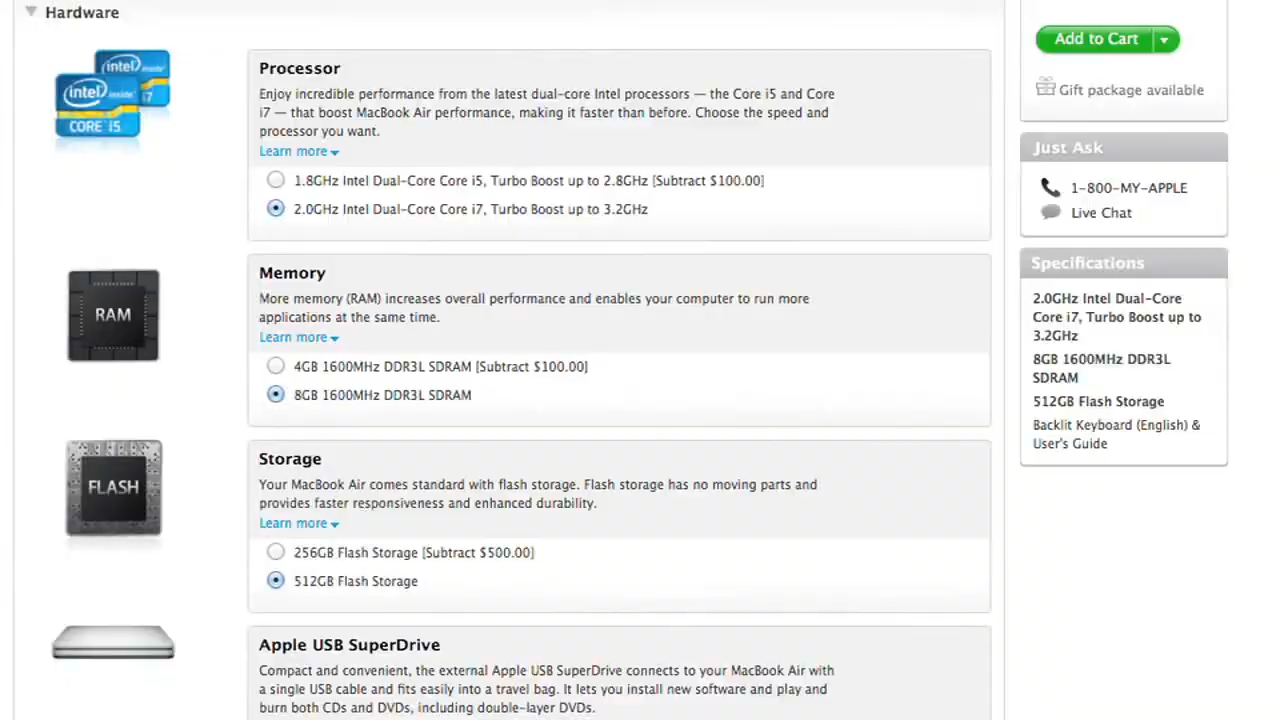 Hardware
intel inside
i7
intel inside
CORE i5
Processor
Enjoy incredible performance from the latest dual-core Intel processors — the Core i5 and Core
i7 — that boost MacBook Air performance, making it faster than before. Choose the speed and
processor you want.
Learn more
1.8GHz Intel Dual-Core Core i5, Turbo Boost up to 2.8GHz [Subtract $100.00]
2.0GHz Intel Dual-Core Core i7, Turbo Boost up to 3.2GHz
RAM
Memory
More memory (RAM) increases overall performance and enables your computer to run more
applications at the same time.
Learn more
4GB 1600MHz DDR3L SDRAM [Subtract $100.00]
8GB 1600MHz DDR3L SDRAM
FLASH
Storage
Your MacBook Air comes standard with flash storage. Flash storage has no moving parts and
provides faster responsiveness and enhanced durability.
Learn more
256GB Flash Storage [Subtract $500.00]
512GB Flash Storage
Apple USB SuperDrive
Compact and convenient, the external Apple USB SuperDrive connects to your MacBook Air with
a single USB cable and fits easily into a travel bag. It lets you install new software and play and
burn both CDs and DVDs, including double-layer DVDs.
Add to Cart
Gift package available
Just Ask
1-800-MY-APPLE
Live Chat
Specifications
2.0GHz Intel Dual-Core
Core i7, Turbo Boost up to
3.2GHz
8GB 1600MHz DDR3L
SDRAM
512GB Flash Storage
Backlit Keyboard (English) &
User's Guide